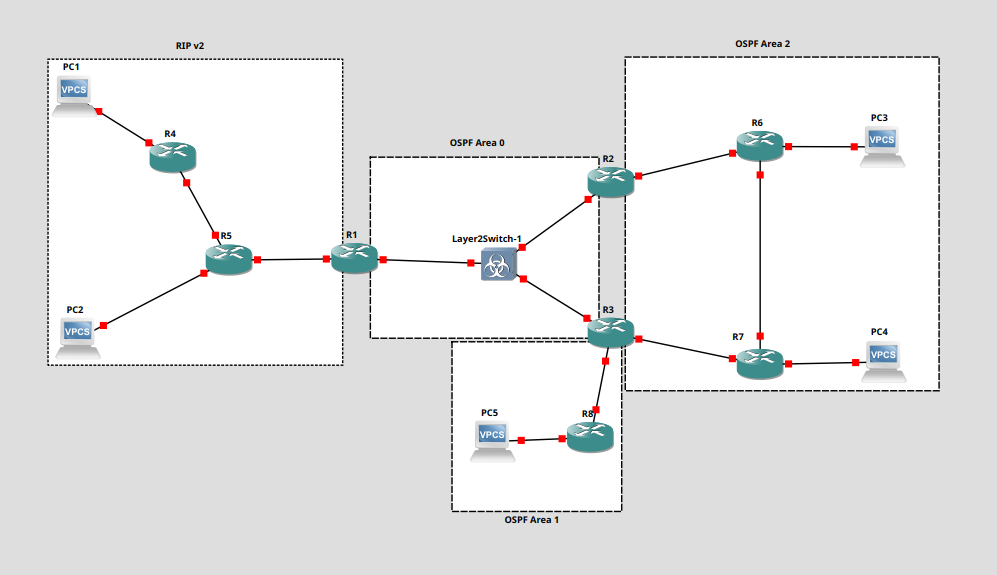 RIP v2
OSPF Area 2
PC1
VPCS
R4
R5
R1
PC2
VPCS
OSPF Area 0
Layer2Switch-1
R2
R3
R6
PC3
VPCS
R7
PC4
VPCS
PC5
VPCS
R8
OSPF Area 1